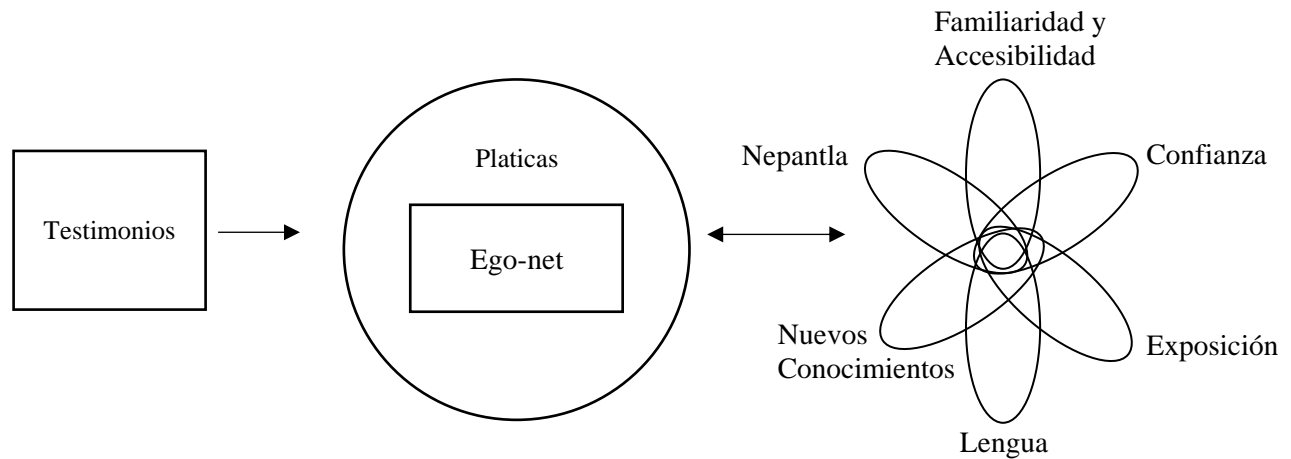 Testimonios
Platicas
Ego-net
Familiaridad y
Accesibilidad
Nepantla
Confianza
Nuevos
Conocimientos
Exposición
Lengua